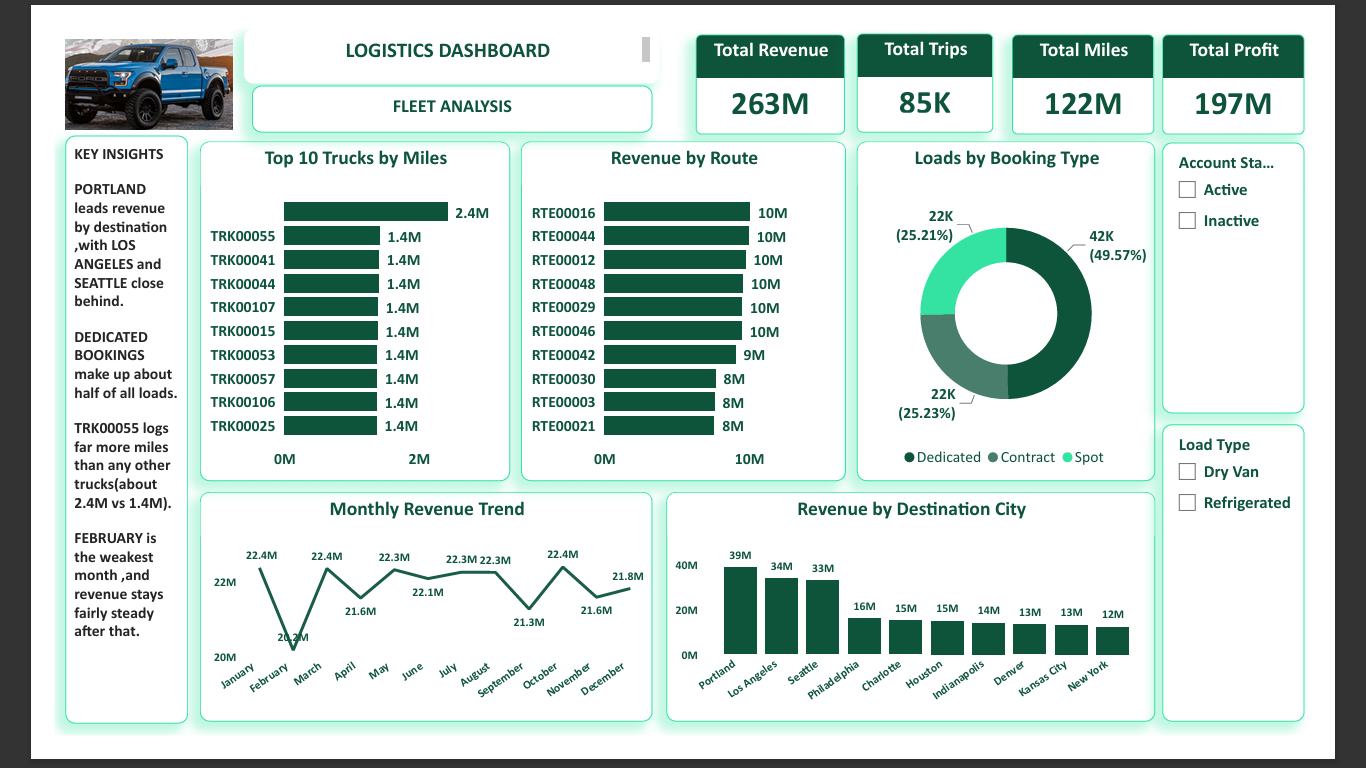 LOGISTICS DASHBOARD
FLEET ANALYSIS
Total Revenue
263M
Total Trips
85K
Total Miles
122M
Total Profit
197M
KEY INSIGHTS
PORTLAND
leads revenue
by destination
,with LOS
ANGELES and
SEATTLE close
behind.
DEDICATED
BOOKINGS
make up about
half of all loads.
TRK00055 logs
far more miles
than any other
trucks(about
2.4M vs 1.4M).
FEBRUARY is
the weakest
month ,and
revenue stays
fairly steady
after that.
Top 10 Trucks by Miles
2.4M
TRK00055 1.4M
TRK00041 1.4M
TRK00044 1.4M
TRK00107 1.4M
TRK00015 1.4M
TRK00053 1.4M
TRK00057 1.4M
TRK00106 1.4M
TRK00025 1.4M
0M 2M
Revenue by Route
RTE00016 10M
RTE00044 10M
RTE00012 10M
RTE00048 10M
RTE00029 10M
RTE00046 10M
RTE00042 9M
RTE00030 8M
RTE00003 8M
RTE00021 8M
0M 10M
Loads by Booking Type
22K
(25.21%)
42K
(49.57%)
22K
(25.23%)
Dedicated Contract Spot
Account Sta...
Active
Inactive
Load Type
Dry Van
Refrigerated
Monthly Revenue Trend
22M
20M
22.4M
20.2M
22.4M
21.6M
22.3M
22.1M
22.3M
22.3M
21.3M
22.4M
21.6M
21.8M
January
February
March
April
May
June
July
August
September
October
November
December
Revenue by Destination City
40M
20M
0M
39M
34M
33M
16M
15M
15M
14M
13M
13M
12M
Portland
Los Angeles
Seattle
Philadelphia
Charlotte
Houston
Indianapolis
Denver
Kansas City
New York